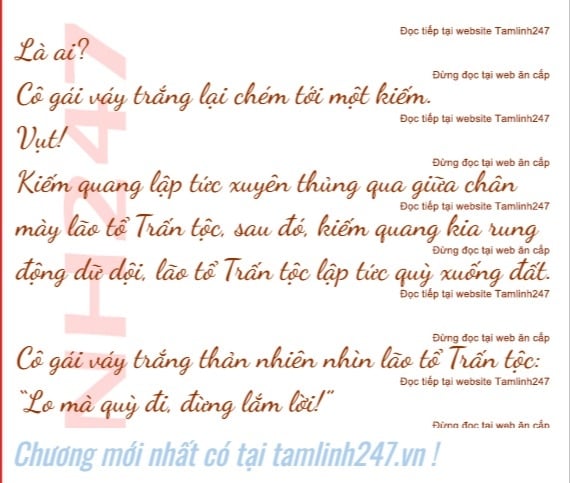 Đọc tiếp tại website Tamlinh247
Là ai?
Đừng đọc tại web ăn cắp
Cô gái váy trắng lại chém tới một kiếm.
Đọc tiếp tại website Tamlinh247
Vụt!
Đừng đọc tại web ăn cắp
Kiếm quang lập tức xuyên thủng qua giữa chân
Đọc tiếp tại website Tamlinh247
mày lão tổ Trấn tộc, sau đó, kiếm quang kia rung
Đừng đọc tại web ăn cắp
động dữ dội, lão tổ Trấn tộc lập tức quỳ xuống đất.
Đọc tiếp tại website Tamlinh247
Đừng đọc tại web ăn cắp
Cô gái váy trắng thản nhiên nhìn lão tổ Trấn tộc:
Đọc tiếp tại website Tamlinh247
“Lo mà quỳ đi, đừng lắm lời!”
Đừng đọc tại web ăn cắp
Chương mới nhất có tại tamlinh247.vn !
NH247